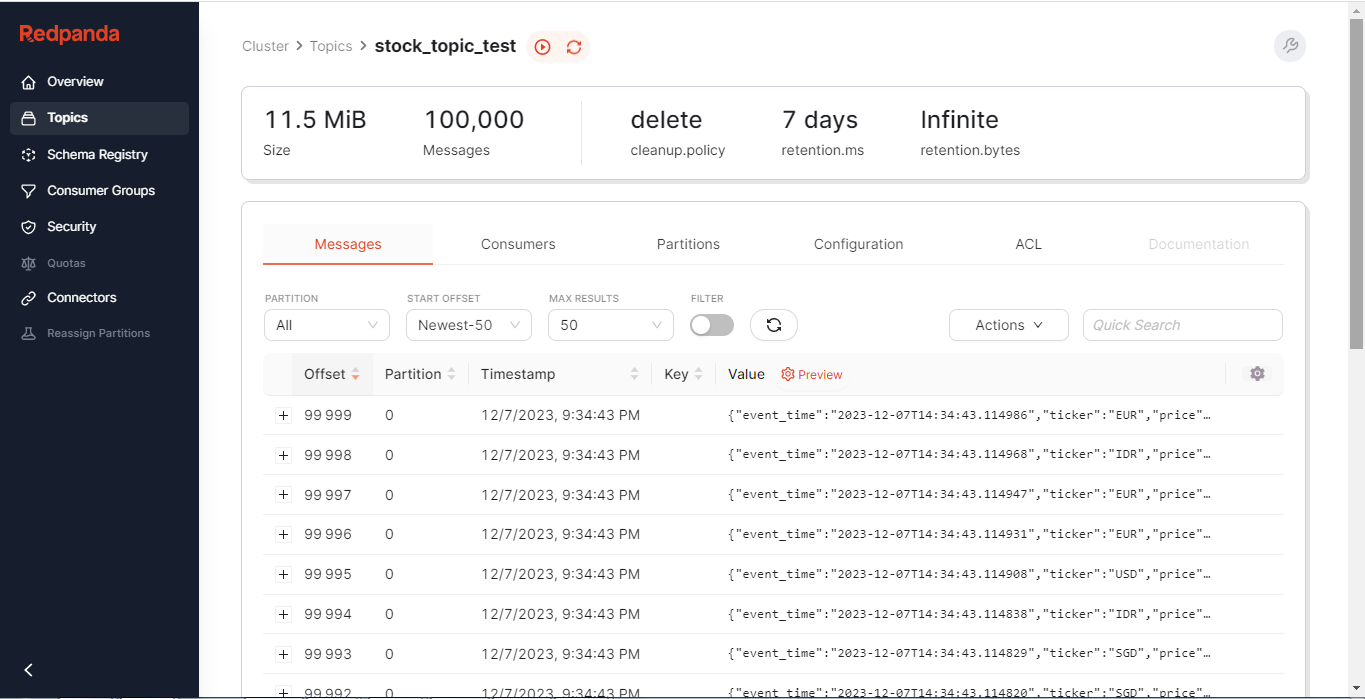 Redpanda
Overview
Topics
Schema Registry
Consumer Groups
Security
Quotas
Connectors
Reassign Partitions
Cluster > Topics > stock_topic_test
11.5 MiB 100,000 delete 7 days Infinite
Size Messages cleanup.policy retention.ms retention.bytes
Messages Consumers Partitions Configuration ACL Documentation
PARTITION START OFFSET MAX RESULTS FILTER
All Newest-50 50 Actions Quick Search
Offset Partition Timestamp Key Value Preview
+ 99 999 0 12/7/2023, 9:34:43 PM {"event_time":"2023-12-07T14:34:43.114986","ticker":"EUR","price"…
+ 99 998 0 12/7/2023, 9:34:43 PM {"event_time":"2023-12-07T14:34:43.114968","ticker":"IDR","price"…
+ 99 997 0 12/7/2023, 9:34:43 PM {"event_time":"2023-12-07T14:34:43.114947","ticker":"EUR","price"…
+ 99 996 0 12/7/2023, 9:34:43 PM {"event_time":"2023-12-07T14:34:43.114931","ticker":"EUR","price"…
+ 99 995 0 12/7/2023, 9:34:43 PM {"event_time":"2023-12-07T14:34:43.114908","ticker":"USD","price"…
+ 99 994 0 12/7/2023, 9:34:43 PM {"event_time":"2023-12-07T14:34:43.114838","ticker":"IDR","price"…
+ 99 993 0 12/7/2023, 9:34:43 PM {"event_time":"2023-12-07T14:34:43.114829","ticker":"SGD","price"…
+ 99 992 0 12/7/2023, 9:34:43 PM {"event_time":"2023-12-07T14:34:43.114820","ticker":"SGD","price"…